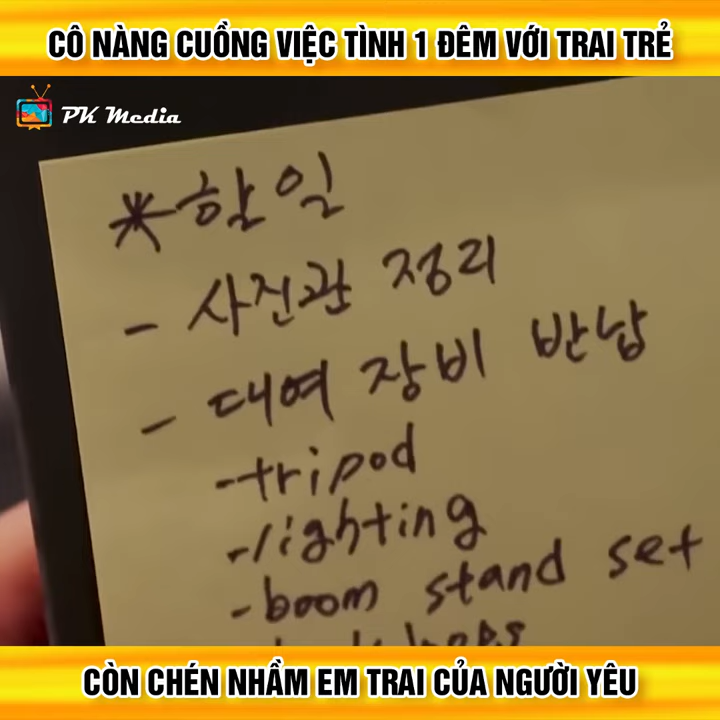 CÔ NÀNG CUỒNG VIỆC TÌNH 1 ĐÊM VỚI TRAI TRẺ
PK Media
*할일
- 사진관 정리
- 대여 장비 반납
-tripod
-lighting
-boom stand set
CÒN CHÉN NHẦM EM TRAI CỦA NGƯỜI YÊU